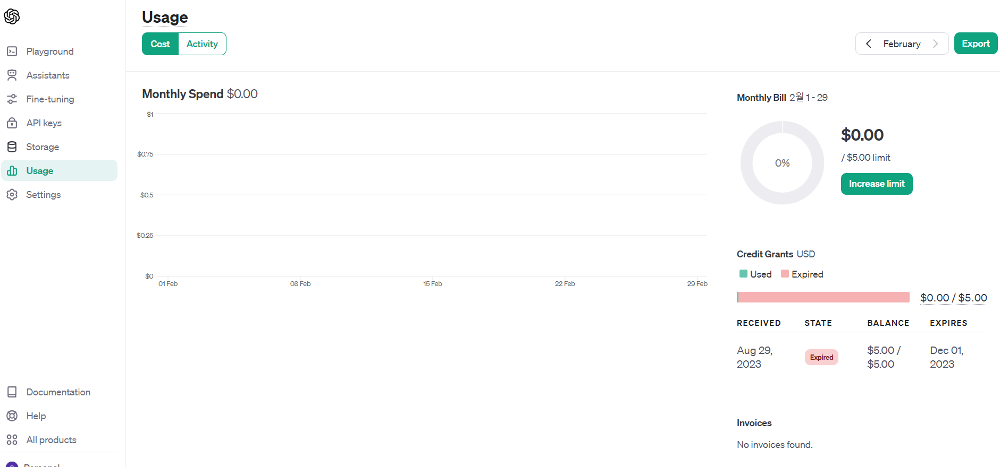 Usage
Cost
Activity
February
Export
Playground
Assistants
Fine-tuning
API keys
Storage
Usage
Settings
Documentation
Help
All products
Personal
Monthly Spend $0.00
$1
$0.75
$0.5
$0.25
$0
01 Feb
08 Feb
15 Feb
22 Feb
29 Feb
Monthly Bill 2월 1 - 29
0%
$0.00
/ $5.00 limit
Increase limit
Credit Grants USD
Used
Expired
$0.00 / $5.00
RECEIVED STATE BALANCE EXPIRES
Aug 29, 2023
Expired
$5.00 / $5.00
Dec 01, 2023
Invoices
No invoices found.